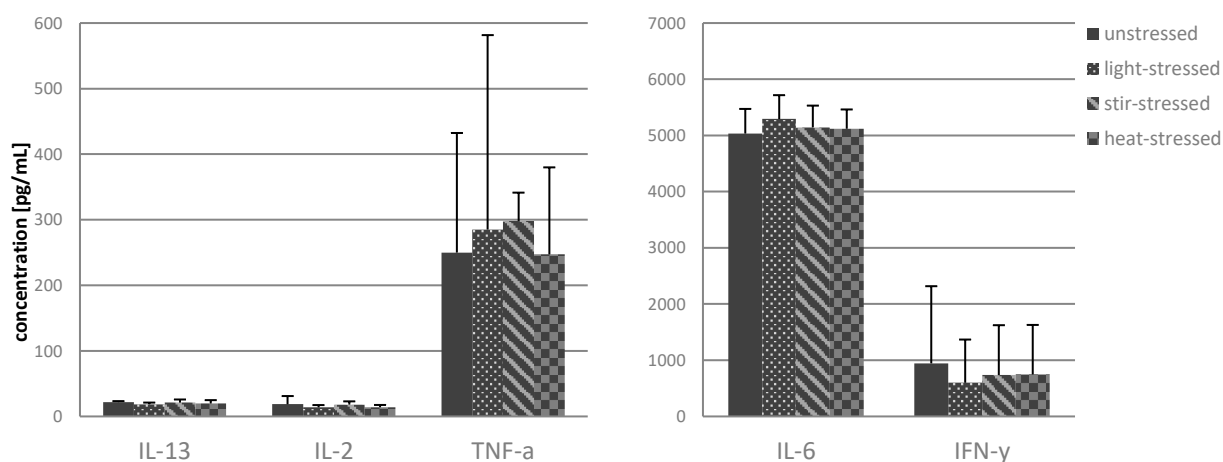 concentration [pg/mL]
600
500
400
300
200
100
0
IL-13 IL-2 TNF-a
7000
6000
5000
4000
3000
2000
1000
0
IL-6 IFN-y
unstressed
light-stressed
stir-stressed
heat-stressed